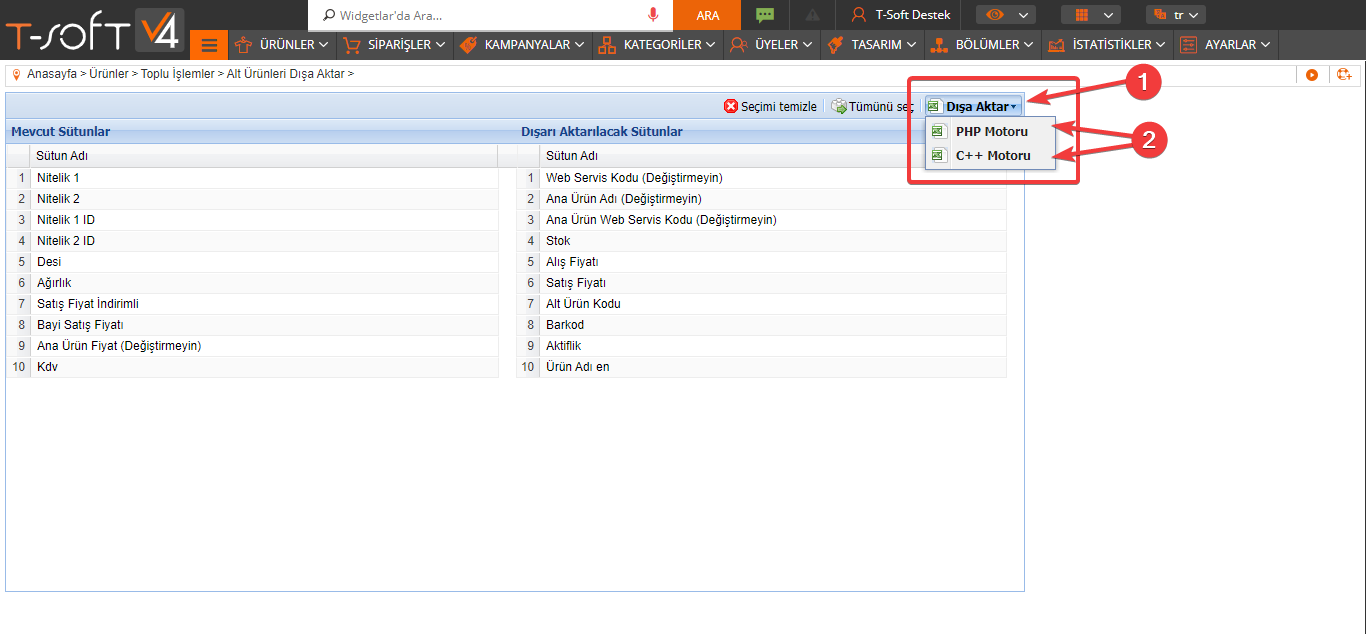 T-SOFT V4
Widgetlar'da Ara...
ARA
T-Soft Destek
tr
ÜRÜNLER
SİPARİŞLER
KAMPANYALAR
KATEGORİLER
ÜYELER
TASARIM
BÖLÜMLER
İSTATİSTİKLER
AYARLAR
Anasayfa > Ürünler > Toplu İşlemler > Alt Ürünleri Dışa Aktar >
Seçimi temizle
Tümünü seç
Dışa Aktar
1
PHP Motoru
C++ Motoru
2
Mevcut Sütunlar
Sütun Adı
1 Nitelik 1
2 Nitelik 2
3 Nitelik 1 ID
4 Nitelik 2 ID
5 Desi
6 Ağırlık
7 Satış Fiyat İndirimli
8 Bayi Satış Fiyatı
9 Ana Ürün Fiyat (Değiştirmeyin)
10 Kdv
Dışarı Aktarılacak Sütunlar
Sütun Adı
1 Web Servis Kodu (Değiştirmeyin)
2 Ana Ürün Adı (Değiştirmeyin)
3 Ana Ürün Web Servis Kodu (Değiştirmeyin)
4 Stok
5 Alış Fiyatı
6 Satış Fiyatı
7 Alt Ürün Kodu
8 Barkod
9 Aktiflik
10 Ürün Adı en